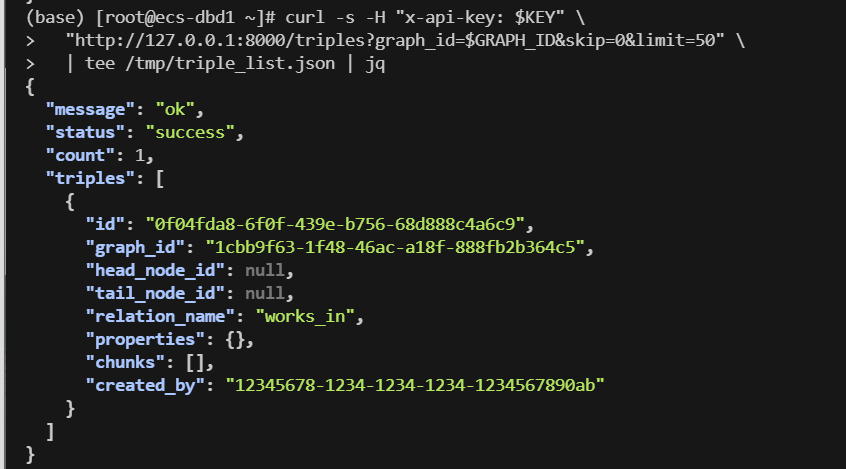 (base) [root@ecs-dbd1 ~]# curl -s -H "x-api-key: $KEY" \
>   "http://127.0.0.1:8000/triples?graph_id=$GRAPH_ID&skip=0&limit=50" \
>   | tee /tmp/triple_list.json | jq
{
  "message": "ok",
  "status": "success",
  "count": 1,
  "triples": [
    {
      "id": "0f04fda8-6f0f-439e-b756-68d888c4a6c9",
      "graph_id": "1cbb9f63-1f48-46ac-a18f-888fb2b364c5",
      "head_node_id": null,
      "tail_node_id": null,
      "relation_name": "works_in",
      "properties": {},
      "chunks": [],
      "created_by": "12345678-1234-1234-1234-1234567890ab"
    }
  ]
}